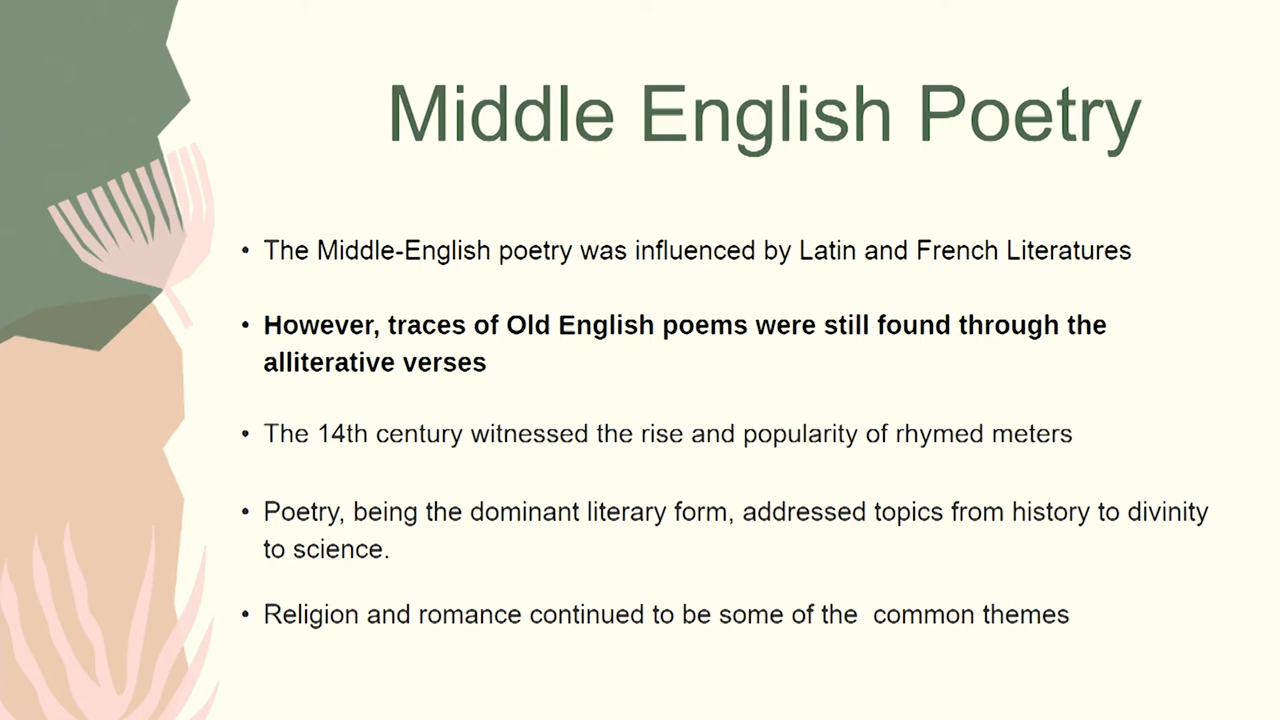 Middle English Poetry
• The Middle-English poetry was influenced by Latin and French Literatures
• However, traces of Old English poems were still found through the
alliterative verses
• The 14th century witnessed the rise and popularity of rhymed meters
• Poetry, being the dominant literary form, addressed topics from history to divinity
to science.
• Religion and romance continued to be some of the  common themes